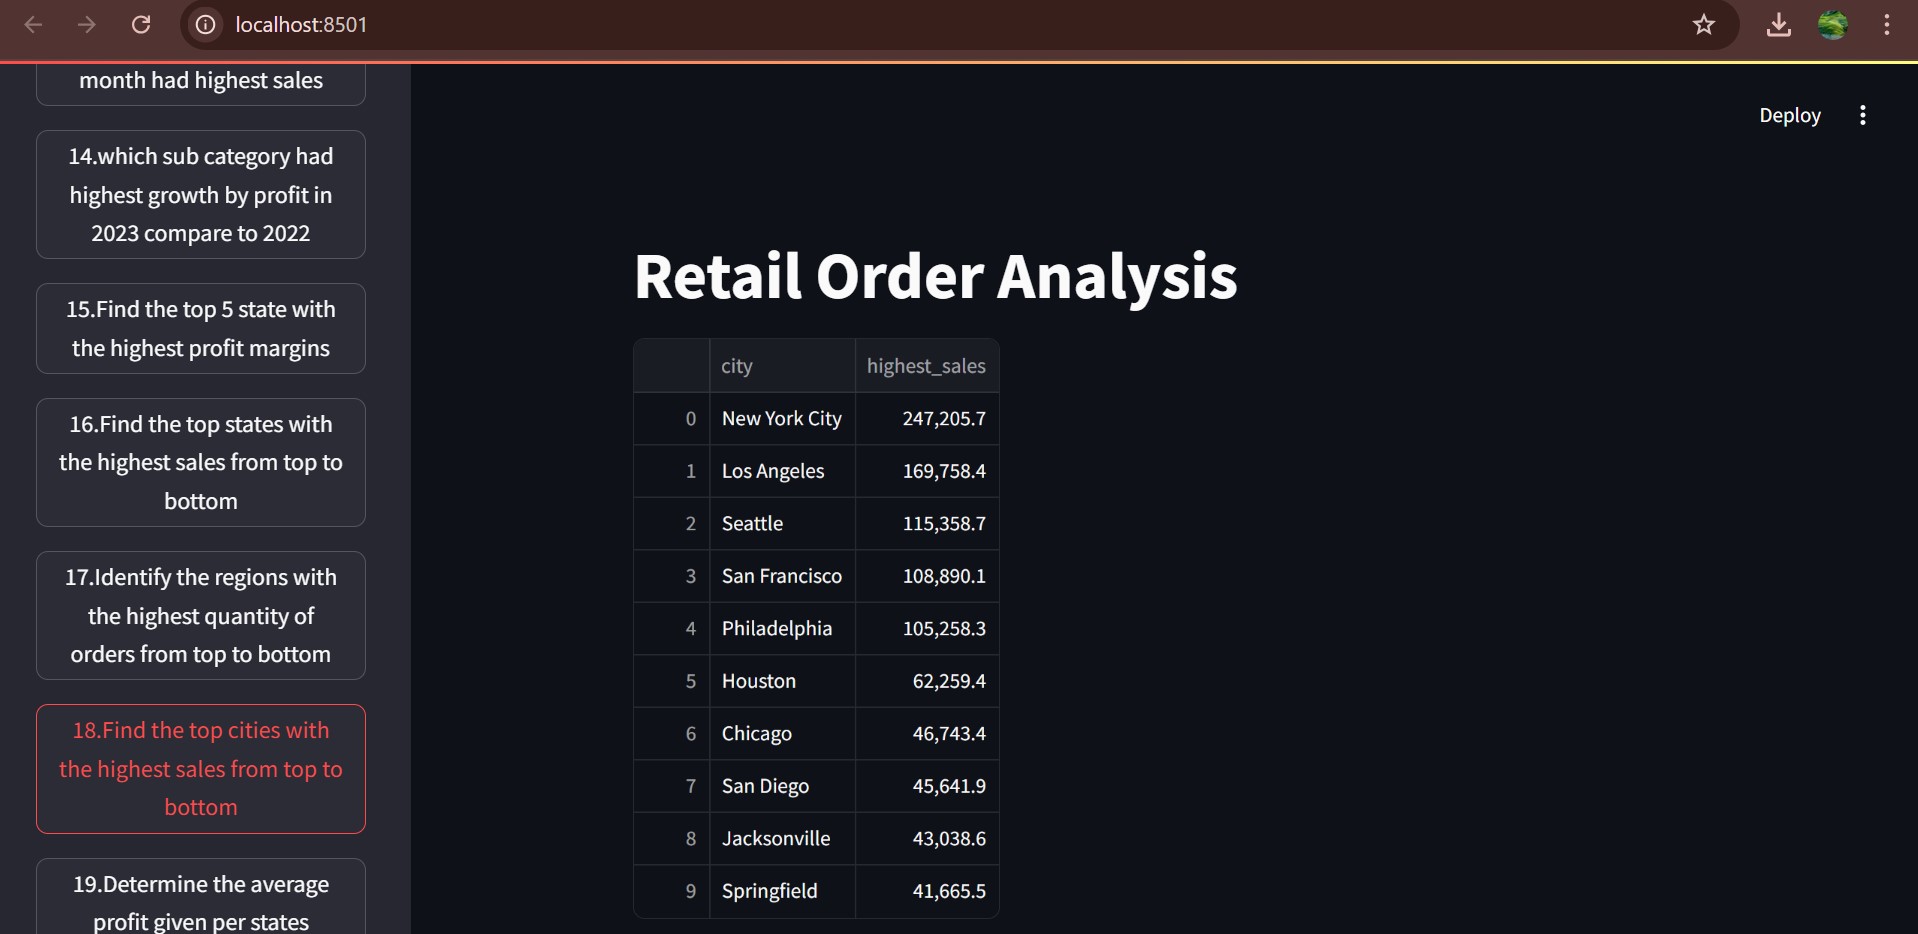 localhost:8501
month had highest sales
14.which sub category had
highest growth by profit in
2023 compare to 2022
15.Find the top 5 state with
the highest profit margins
16.Find the top states with
the highest sales from top to
bottom
17.Identify the regions with
the highest quantity of
orders from top to bottom
18.Find the top cities with
the highest sales from top to
bottom
19.Determine the average
profit given per states
Deploy
Retail Order Analysis
city highest_sales
0 New York City 247,205.7
1 Los Angeles 169,758.4
2 Seattle 115,358.7
3 San Francisco 108,890.1
4 Philadelphia 105,258.3
5 Houston 62,259.4
6 Chicago 46,743.4
7 San Diego 45,641.9
8 Jacksonville 43,038.6
9 Springfield 41,665.5